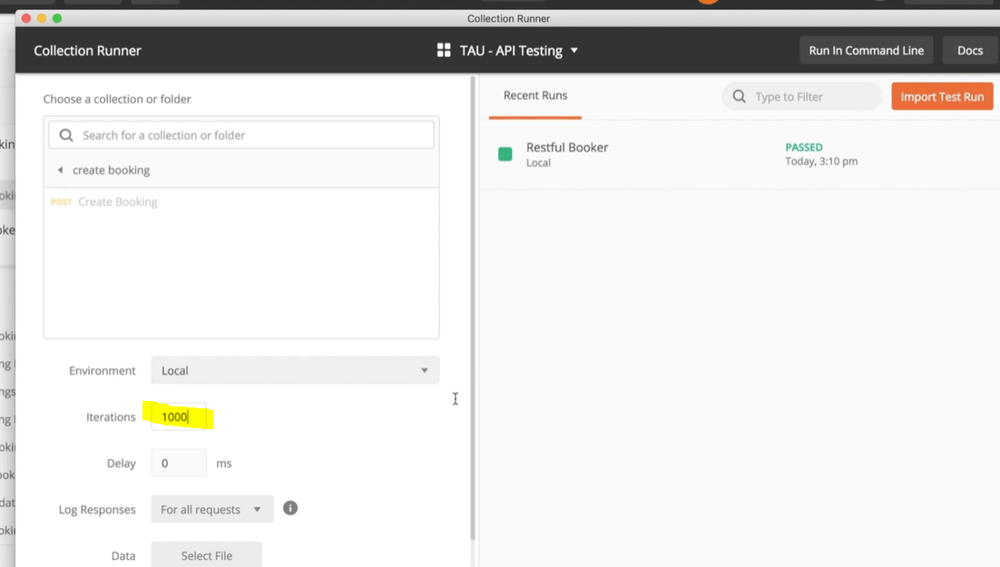 Collection Runner
Collection Runner
TAU - API Testing
Run In Command Line
Docs
Choose a collection or folder
Search for a collection or folder
create booking
POST Create Booking
Environment
Local
Iterations
1000
Delay
0
ms
Log Responses
For all requests
Data
Select File
Recent Runs
Type to Filter
Import Test Run
Restful Booker
Local
PASSED
Today, 3:10 pm